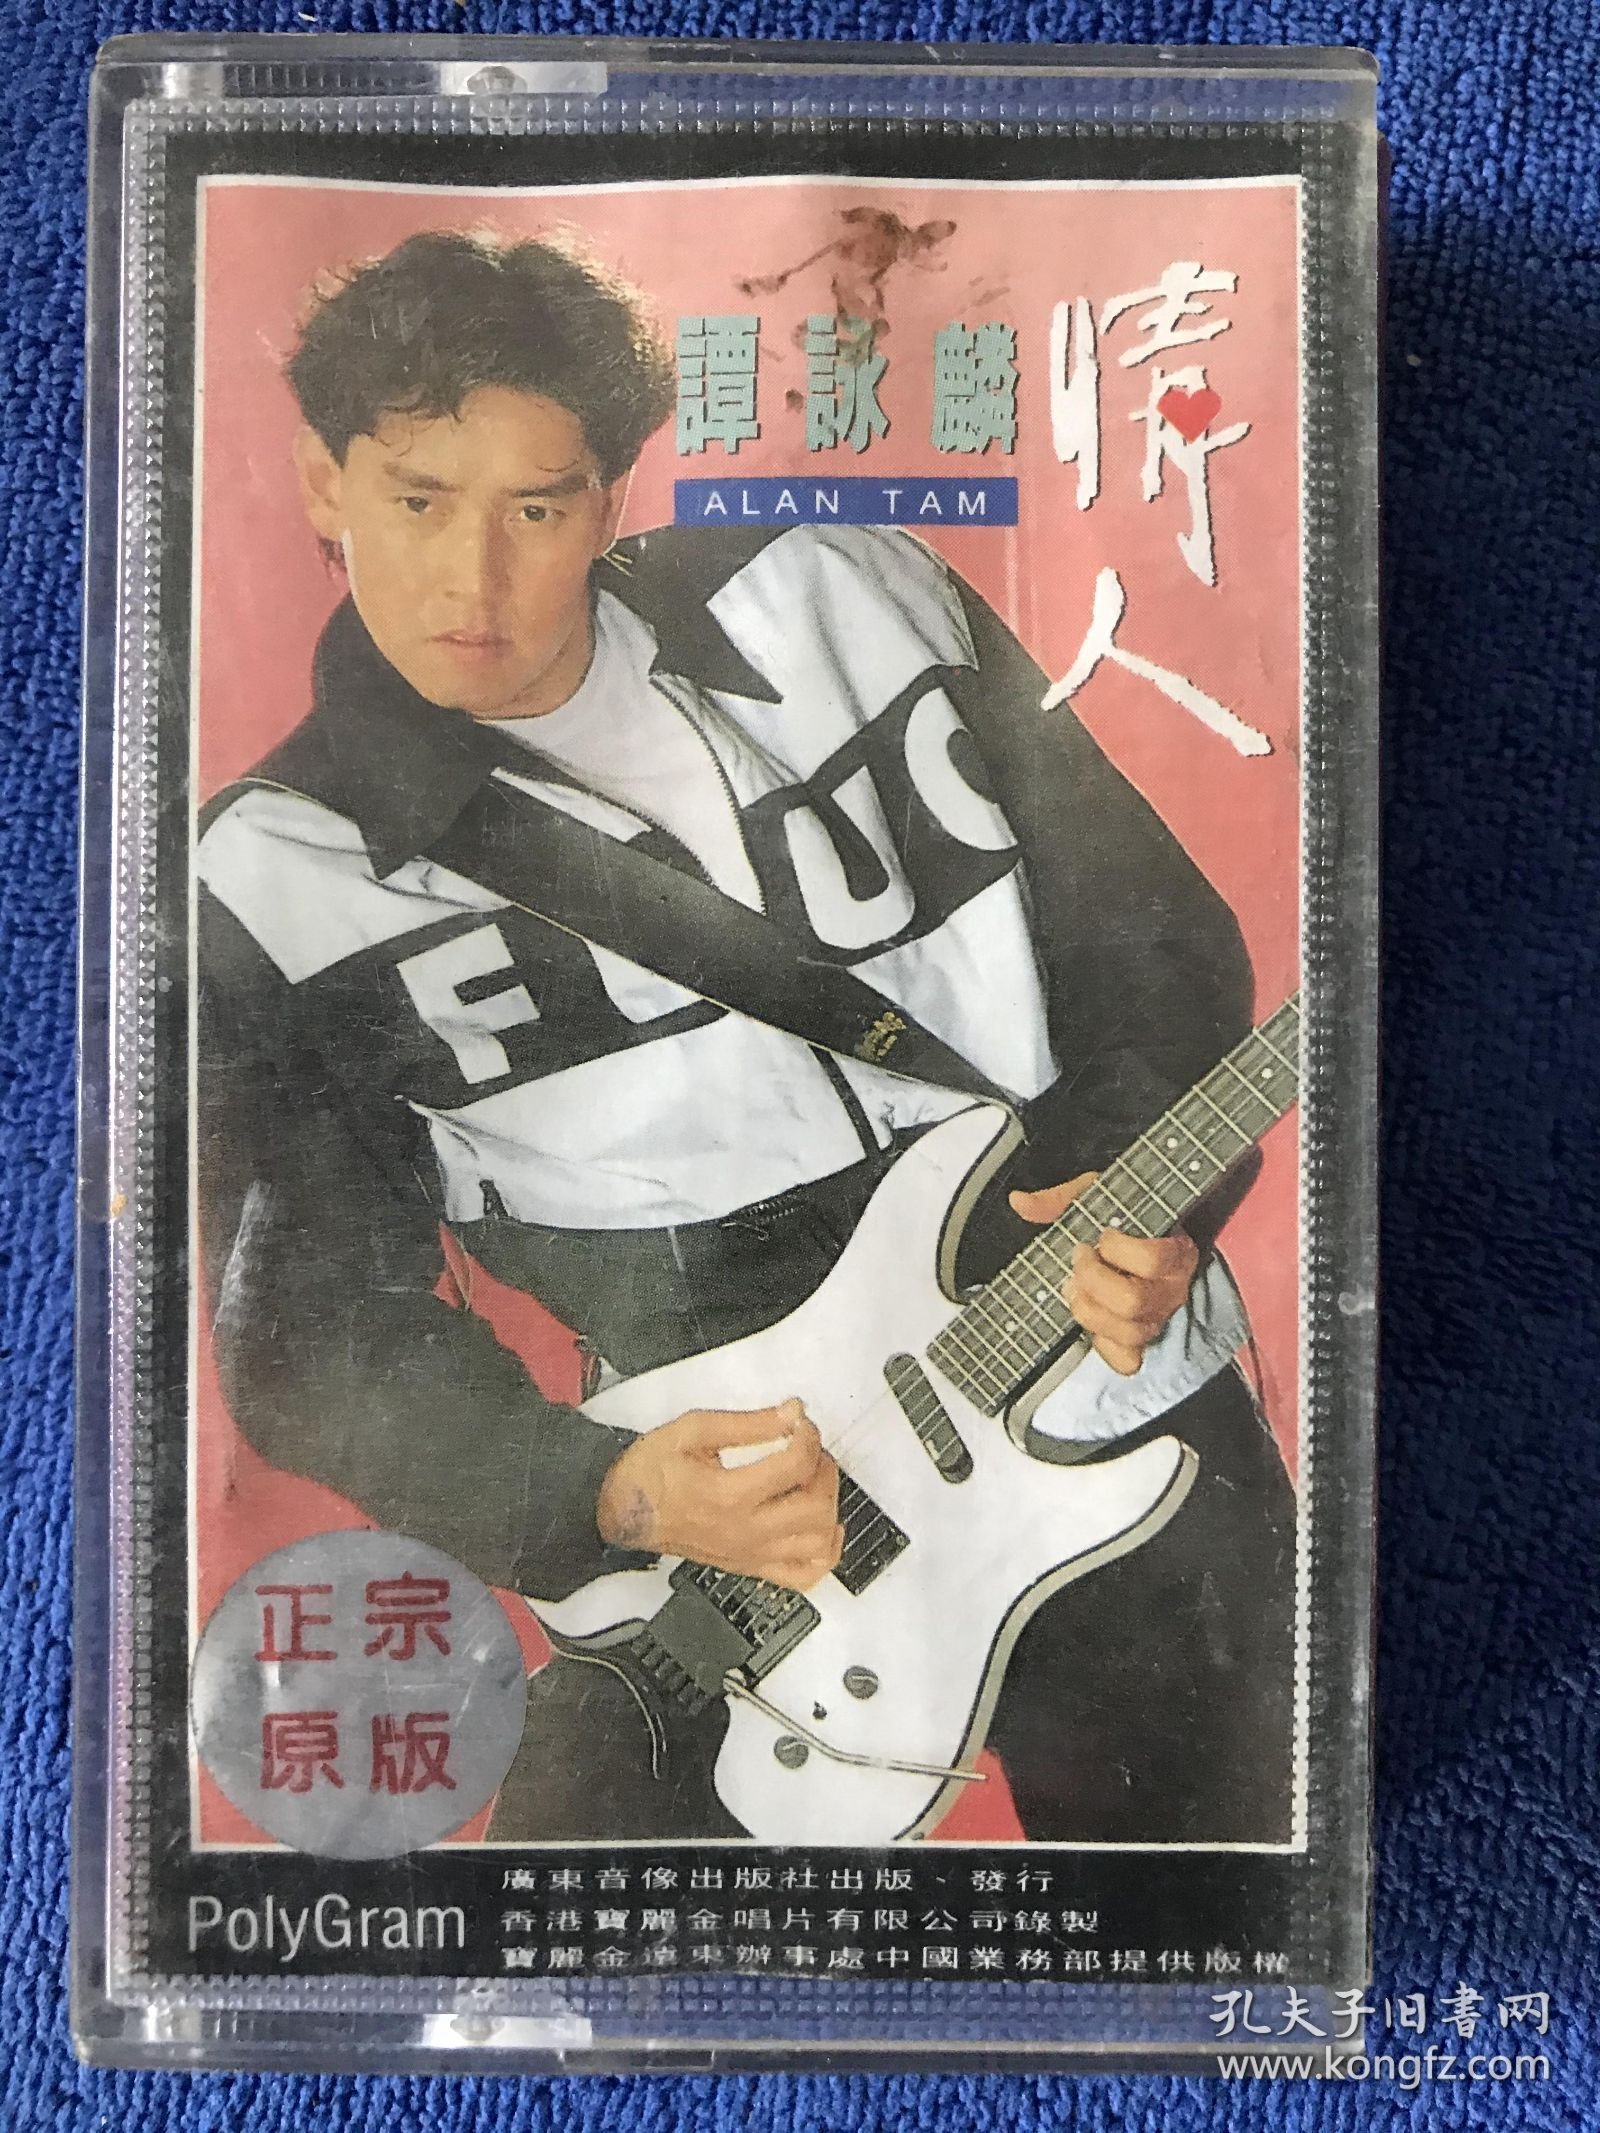 譚詠麟
ALAN TAM
情人
正宗
原版
PolyGram
廣東音像出版社出版、發行
香港寶麗金唱片有限公司錄製
寶麗金遠東辦事處中國業務部提供版權
孔夫子旧書网
www.kongfz.com